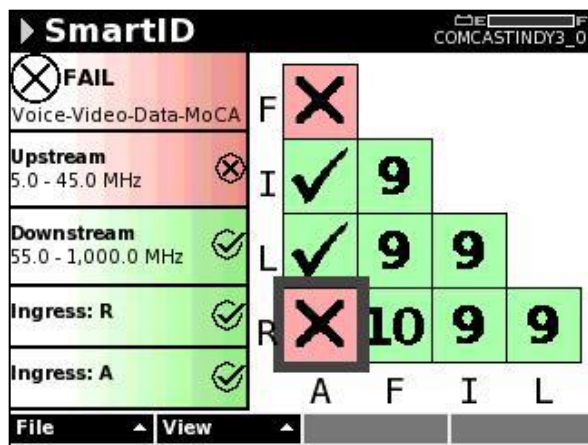 SmartID
E F
COMCASTINDY3_0
FAIL
Voice-Video-Data-MoCA
Upstream
5.0 - 45.0 MHz
Downstream
55.0 - 1,000.0 MHz
Ingress: R
Ingress: A
F
I 9
L 9 9
R 10 9 9
A F I L
File View